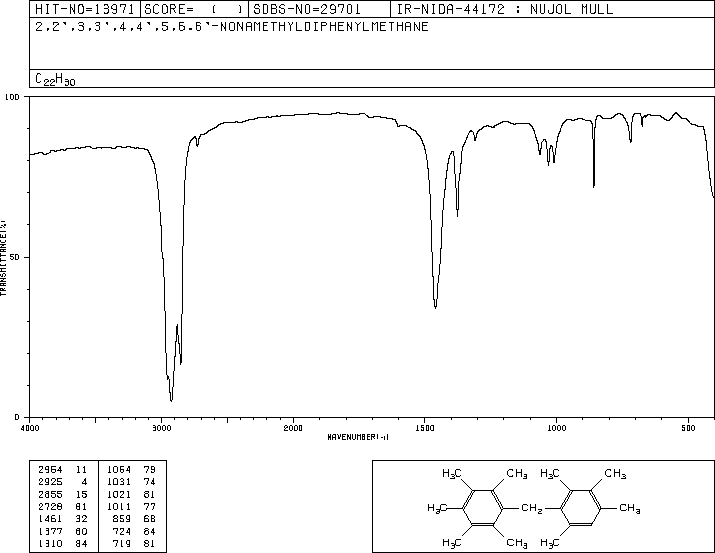 HIT-NO=13971 SCORE= ( ) SDBS-NO=29701 IR-NIDA-44172 : NUJOL MULL
2,2',3,3',4,4',5,6,6'-NONAMETHYLDIPHENYLMETHANE
C22H30
100
50
0
TRANSMITTANCE(%)
4000 3000 2000 1500 1000 500
WAVENUMBER(-1)
2964 11 1064 79
2925 4 1031 74
2855 15 1021 81
2728 81 1011 77
1461 32 859 68
1377 60 724 84
1310 84 719 81
H3C CH3 H3C CH3
H3C CH2 CH3
H3C CH3 H3C